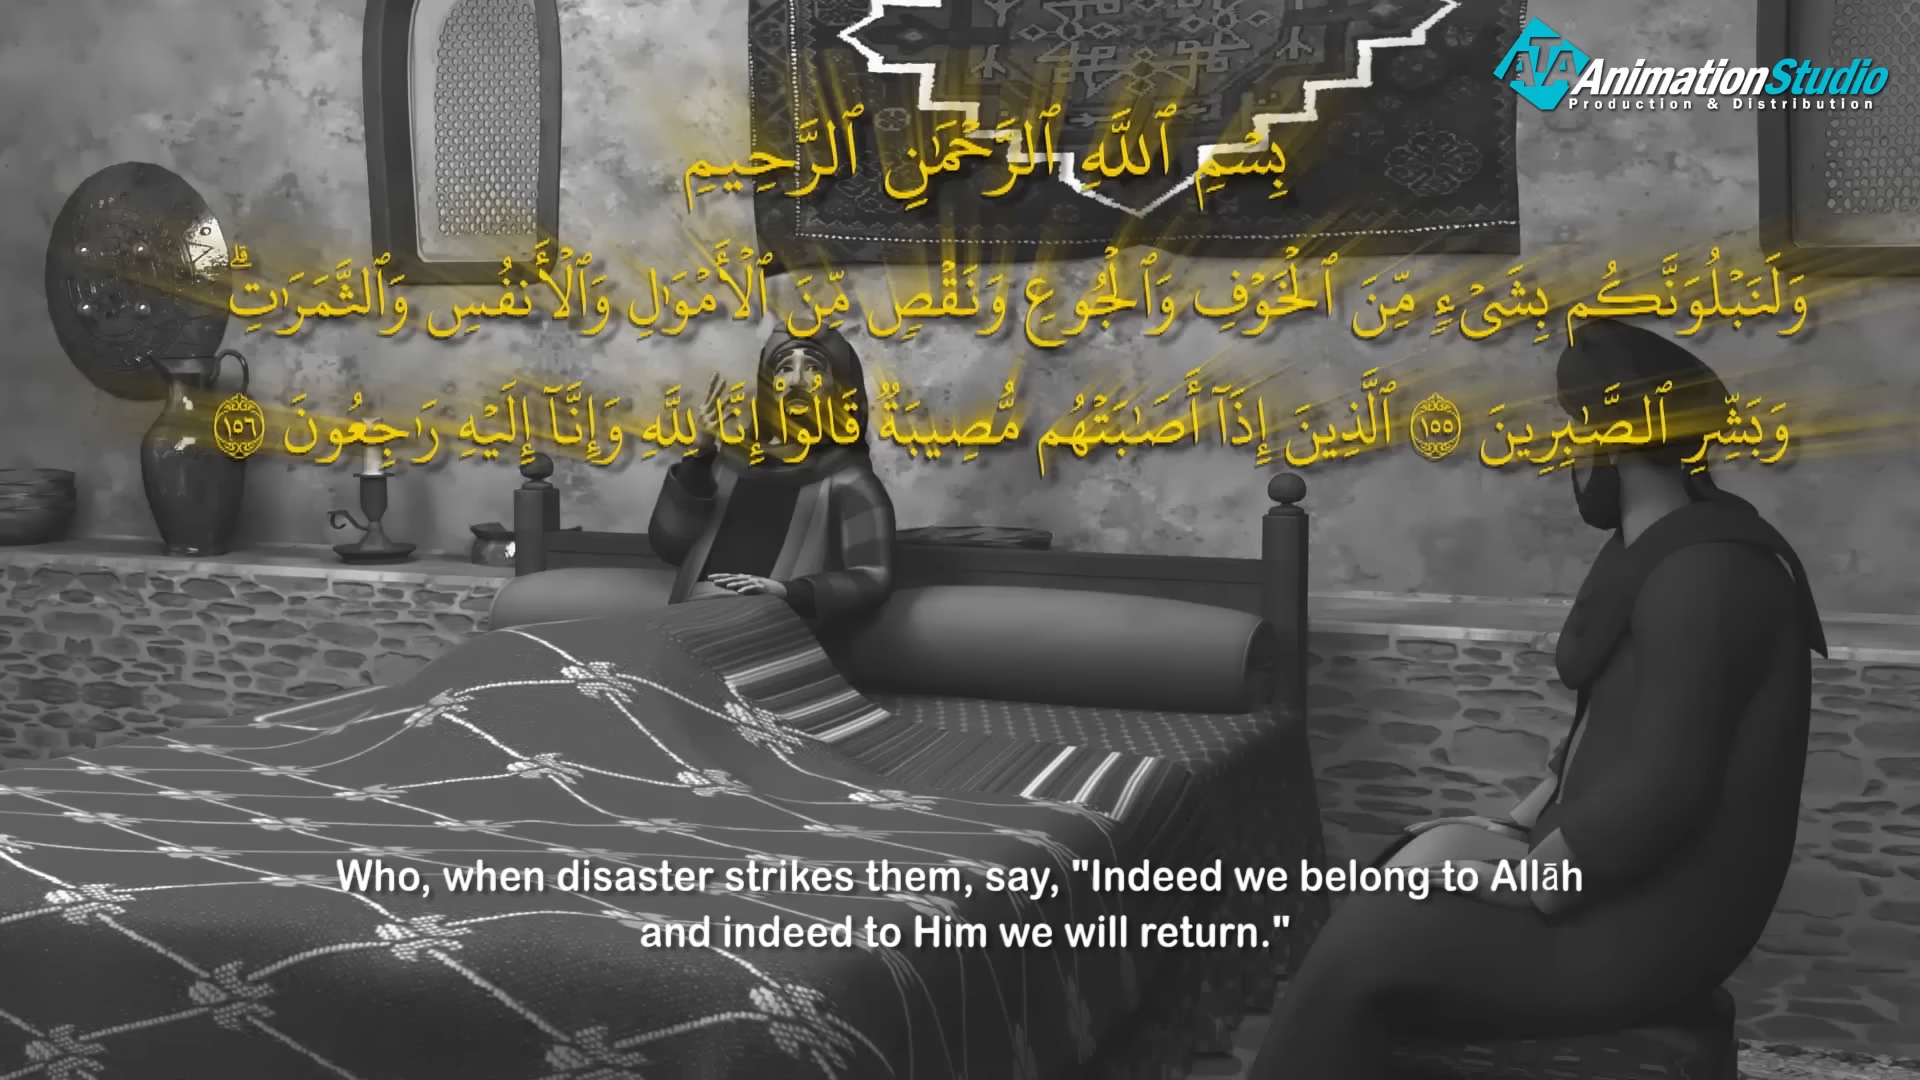 ATA AnimationStudio
Production & Distribution
بِسْمِ ٱللَّهِ ٱلرَّحْمَٰنِ ٱلرَّحِيمِ
وَلَنَبْلُوَنَّكُم بِشَىْءٍ مِّنَ ٱلْخَوْفِ وَٱلْجُوعِ وَنَقْصٍ مِّنَ ٱلْأَمْوَٰلِ وَٱلْأَنفُسِ وَٱلثَّمَرَٰتِ ۗ
وَبَشِّرِ ٱلصَّٰبِرِينَ ١٥٥ ٱلَّذِينَ إِذَآ أَصَٰبَتْهُم مُّصِيبَةٌ قَالُوٓا۟ إِنَّا لِلَّهِ وَإِنَّآ إِلَيْهِ رَٰجِعُونَ ١٥٦
Who, when disaster strikes them, say, "Indeed we belong to Allāh
and indeed to Him we will return."